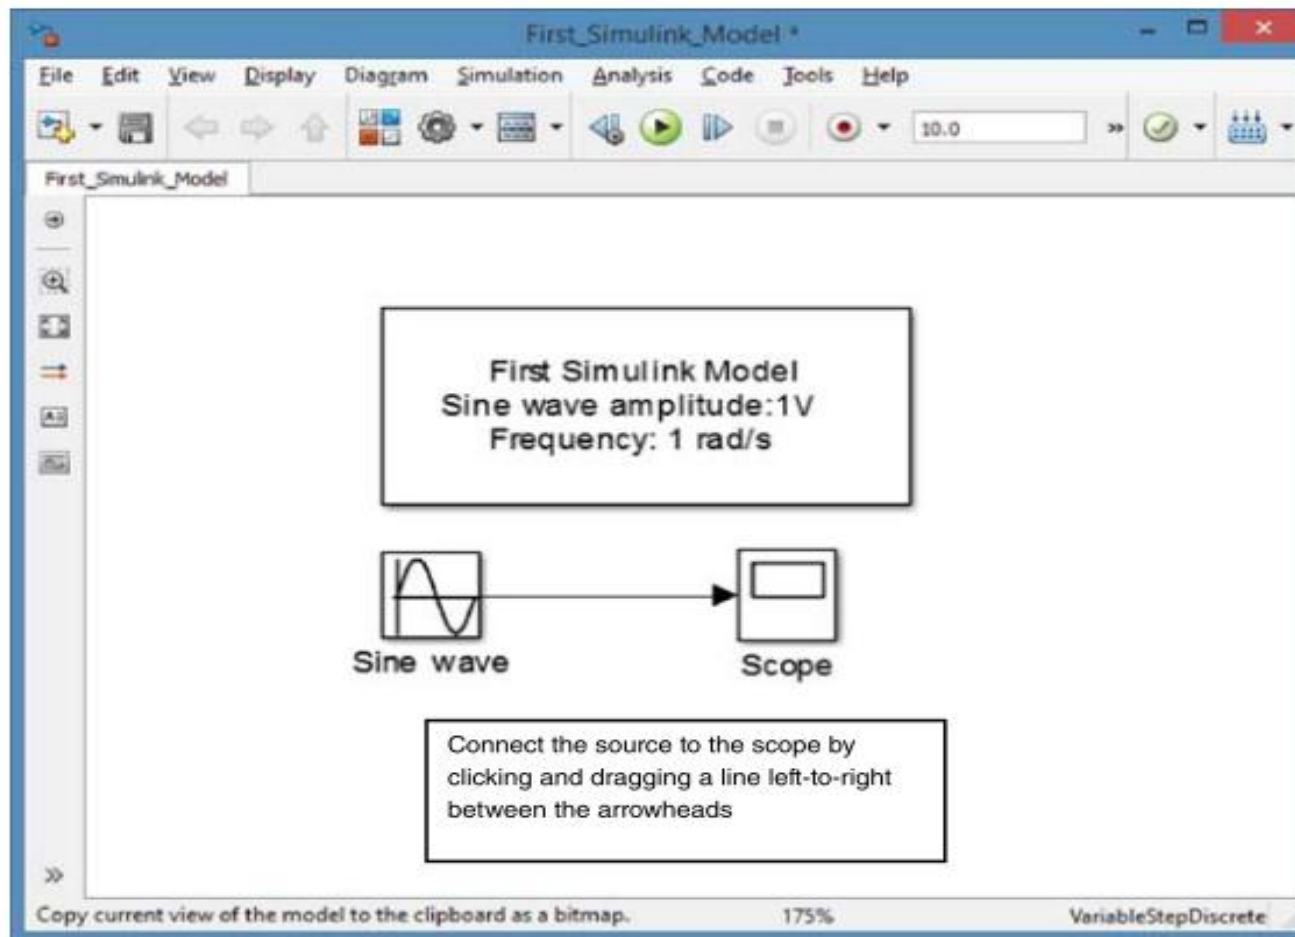 First_Simulink_Model *
File Edit View Display Diagram Simulation Analysis Code Tools Help
10.0
First_Simulink_Model
First Simulink Model
Sine wave amplitude:1V
Frequency: 1 rad/s
Sine wave
Scope
Connect the source to the scope by
clicking and dragging a line left-to-right
between the arrowheads
Copy current view of the model to the clipboard as a bitmap. 175% VariableStepDiscrete